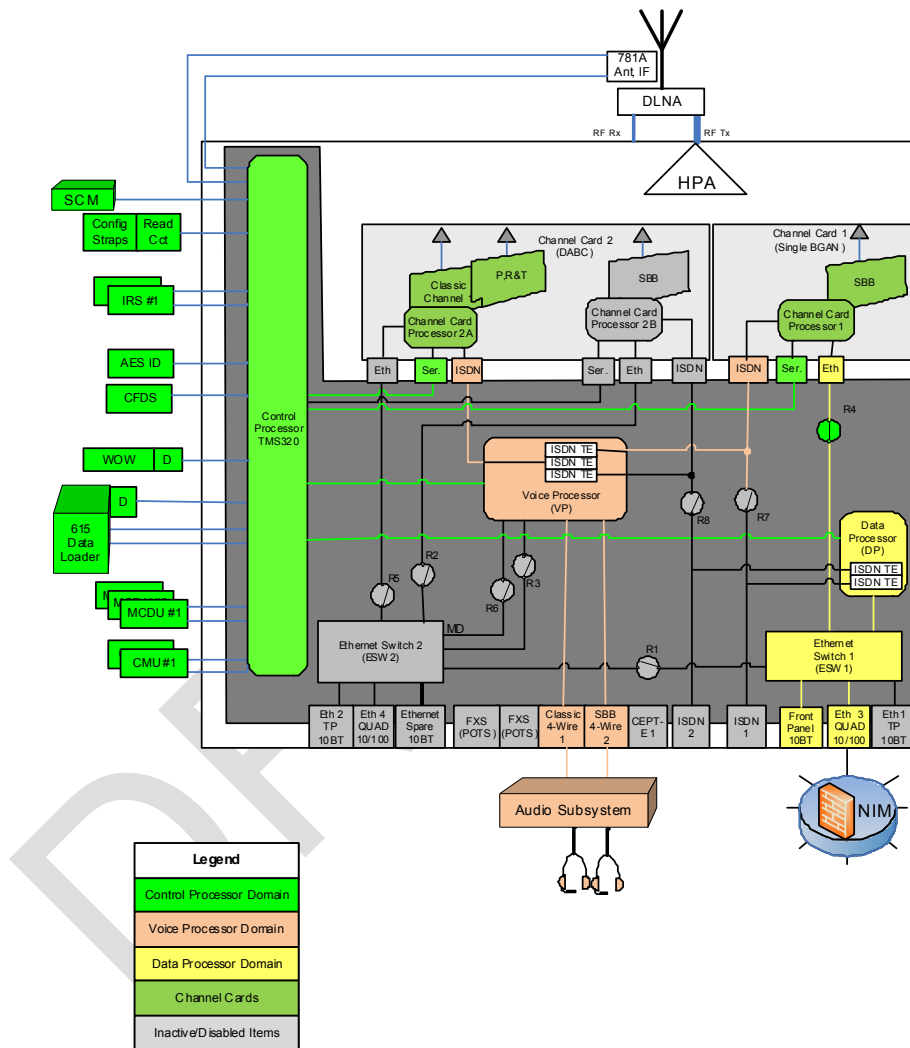 781A
Ant, IF
DLNA
RF Rx
RF Tx
HPA
SCM
Config
Straps
Read
Cct
IRS #1
AES ID
CFDS
WOW
D
D
615
Data
Loader
MCDU #1
CMU #1
Control
Processor
TMS320
Channel Card 2
(DABC)
P,R&T
Classic
Channel
Channel Card
Processor 2A
SBB
Channel Card
Processor 2B
Eth
Ser.
ISDN
Ser.
Eth
ISDN
Channel Card 1
(Single BGAN)
SBB
Channel Card
Processor 1
ISDN
Ser.
Eth
R4
ISDN TE
ISDN TE
ISDN TE
Voice Processor
(VP)
R8
R7
Data
Processor
(DP)
ISDN TE
ISDN TE
R5
R2
R6
R3
MD
Ethernet Switch 2
(ESW 2)
R1
Ethernet
Switch 1
(ESW 1)
Eth 2
TP
10BT
Eth 4
QUAD
10/100
Ethernet
Spare
10BT
FXS
(POTS)
FXS
(POTS)
Classic
4-Wire
1
SBB
4-Wire
2
CEPT-
E1
ISDN
2
ISDN
1
Front
Panel
10BT
Eth 3
QUAD
10/100
Eth 1
TP
10BT
Audio Subsystem
NIM
Legend
Control Processor Domain
Voice Processor Domain
Data Processor Domain
Channel Cards
Inactive/Disabled Items